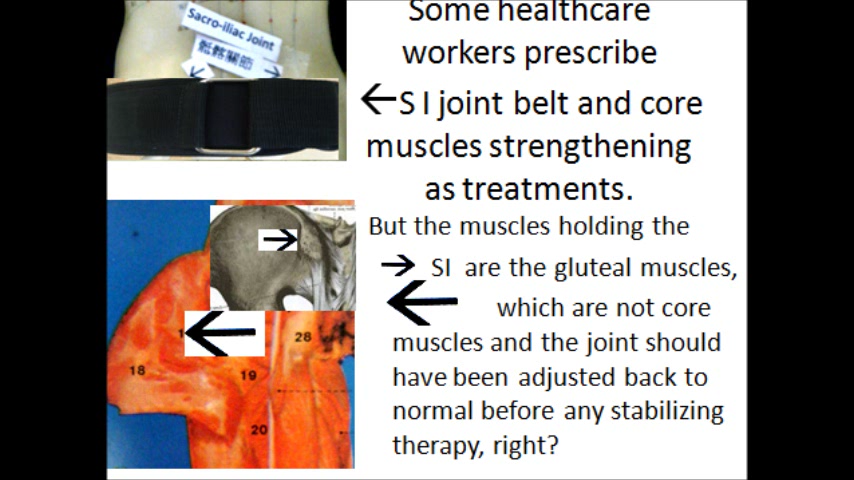 Sacro-iliac Joint
骶髂關節
Some healthcare
workers prescribe
←S I joint belt and core
muscles strengthening
as treatments.
But the muscles holding the
→ SI are the gluteal muscles,
← which are not core
muscles and the joint should
have been adjusted back to
normal before any stabilizing
therapy, right?
18
19
20
28